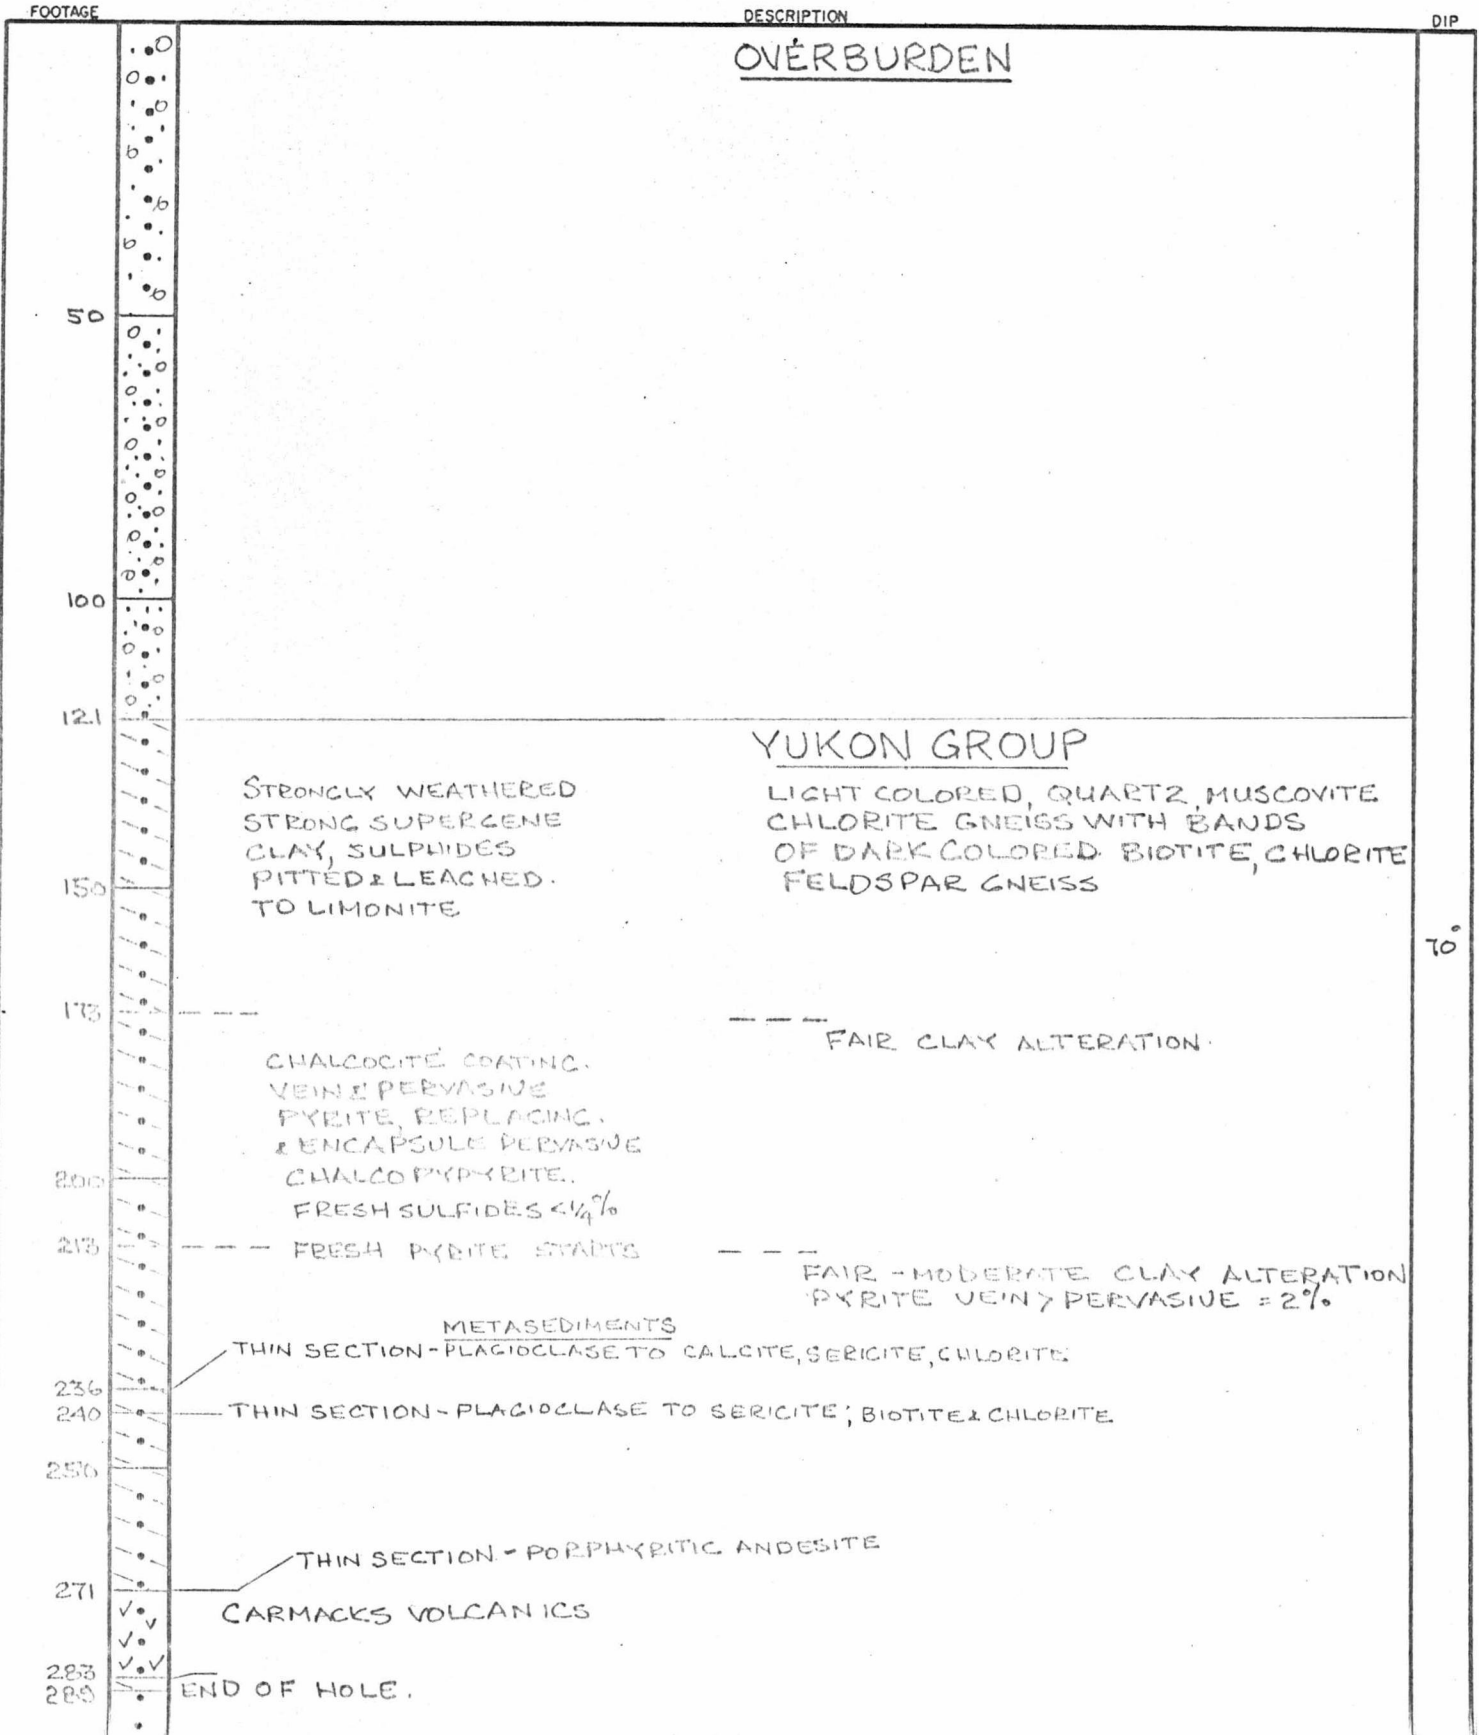 FOOTAGE DESCRIPTION DIP
OVERBURDEN
50
100
121
YUKON GROUP
STRONGLY WEATHERED
STRONG SUPERGENE
CLAY, SULPHIDES
PITTED & LEACHED.
TO LIMONITE
LIGHT COLORED, QUARTZ, MUSCOVITE
CHLORITE GNEISS WITH BANDS
OF DARK COLORED BIOTITE, CHLORITE
FELDSPAR GNEISS
150
70°
173
FAIR CLAY ALTERATION.
CHALCOCITE COATING.
VEIN & PERVASIVE
PYRITE, REPLACING.
& ENCAPSULE PERVASIVE
CHALCOPYPYRITE.
200
FRESH SULFIDES <1/4%
213
FRESH PYRITE STARTS
FAIR - MODERATE CLAY ALTERATION
PYRITE VEIN > PERVASIVE = 2%
METASEDIMENTS
THIN SECTION - PLAGIOCLASE TO CALCITE, SERICITE, CHLORITE
236
240
THIN SECTION - PLAGIOCLASE TO SERICITE; BIOTITE & CHLORITE
250
THIN SECTION - PORPHYRITIC ANDESITE
271
CARMACKS VOLCANICS
283
END OF HOLE.